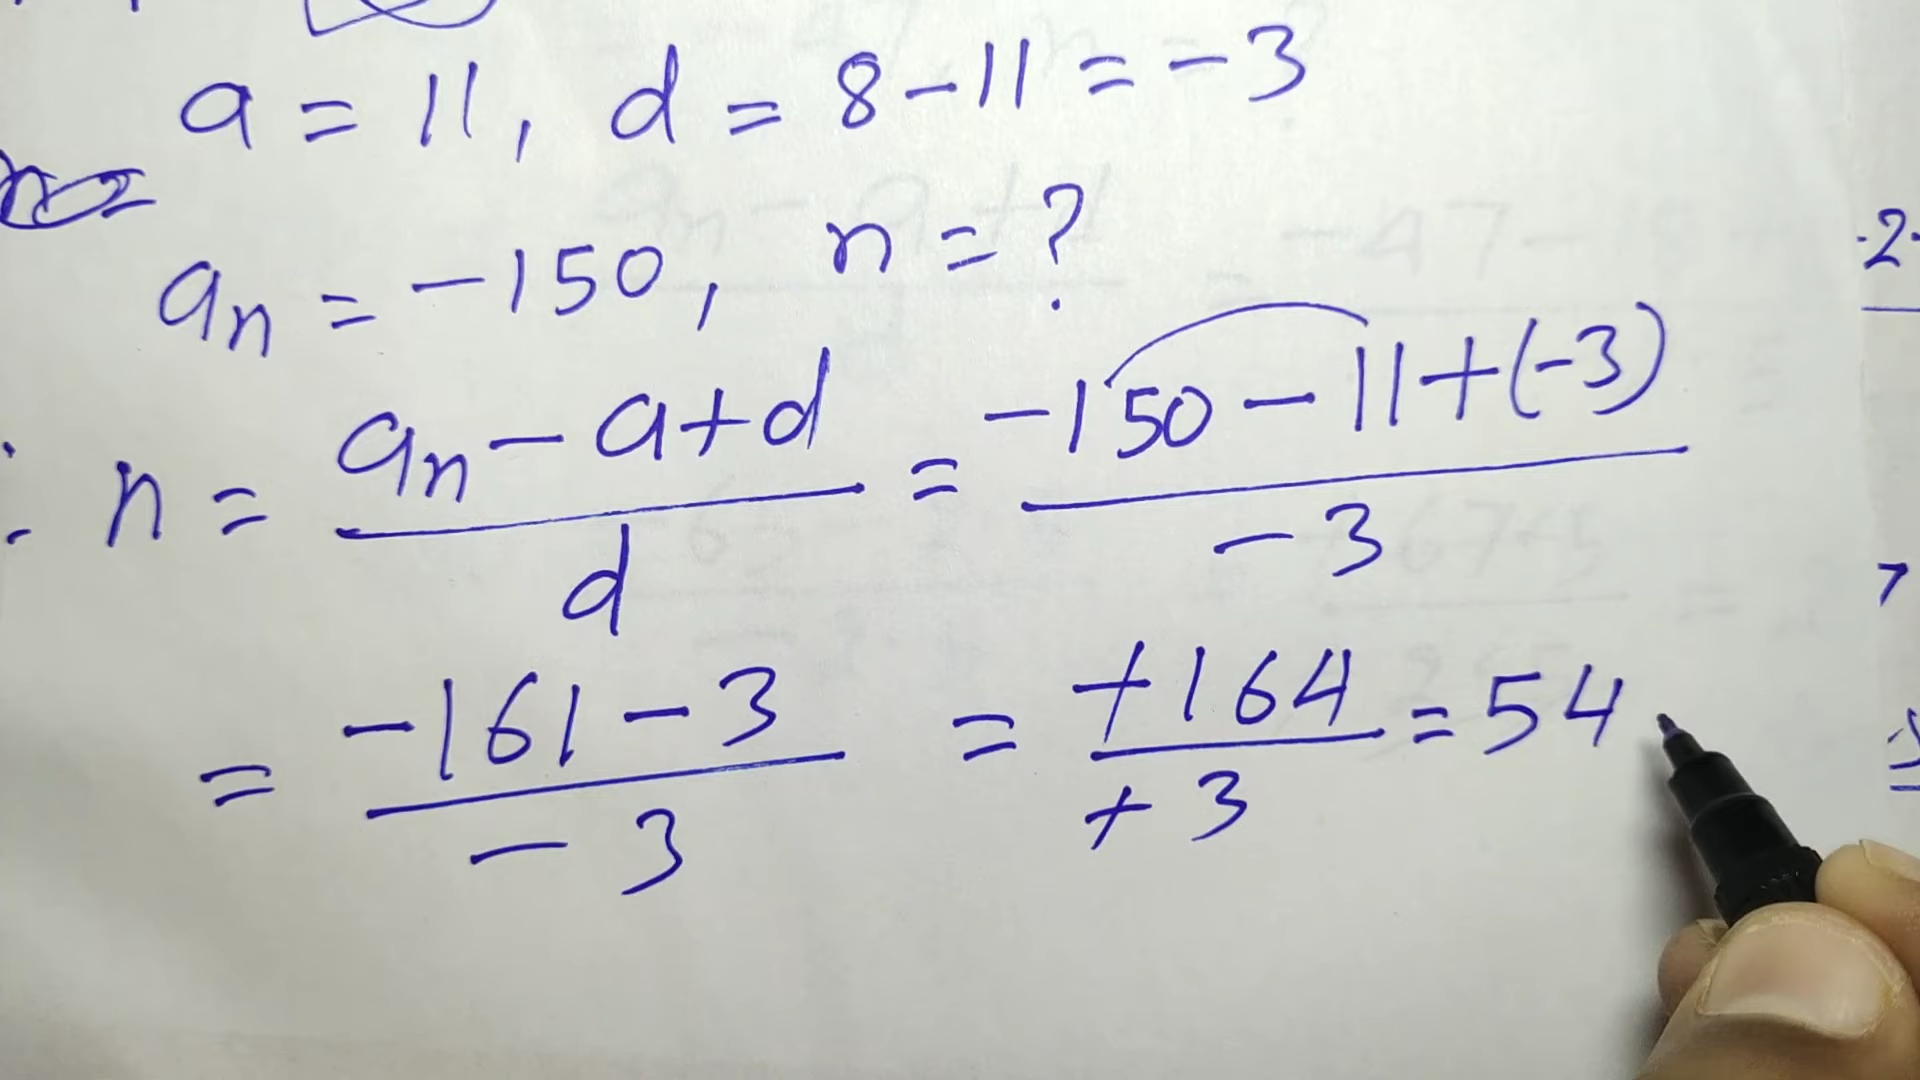 a = 11, d = 8 - 11 = -3
aₙ = -150, n = ?
∴ n = (aₙ - a + d)/d = (-150 - 11 + (-3))/-3
= (-161 - 3)/-3 = +164/+3 = 54